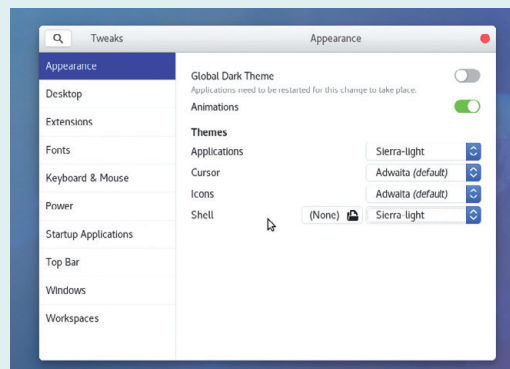 Tweaks
Appearance
Appearance
Desktop
Extensions
Fonts
Keyboard & Mouse
Power
Startup Applications
Top Bar
Windows
Workspaces
Global Dark Theme
Applications need to be restarted for this change to take place.
Animations
Themes
Applications Sierra-light
Cursor Adwaita (default)
Icons Adwaita (default)
Shell (None) Sierra-light